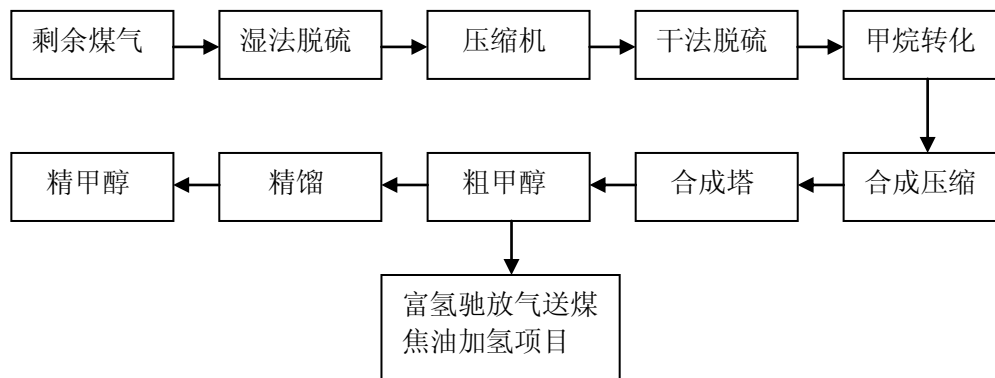 剩余煤气
湿法脱硫
压缩机
干法脱硫
甲烷转化
精甲醇
精馏
粗甲醇
合成塔
合成压缩
富氢驰放气送煤
焦油加氢项目